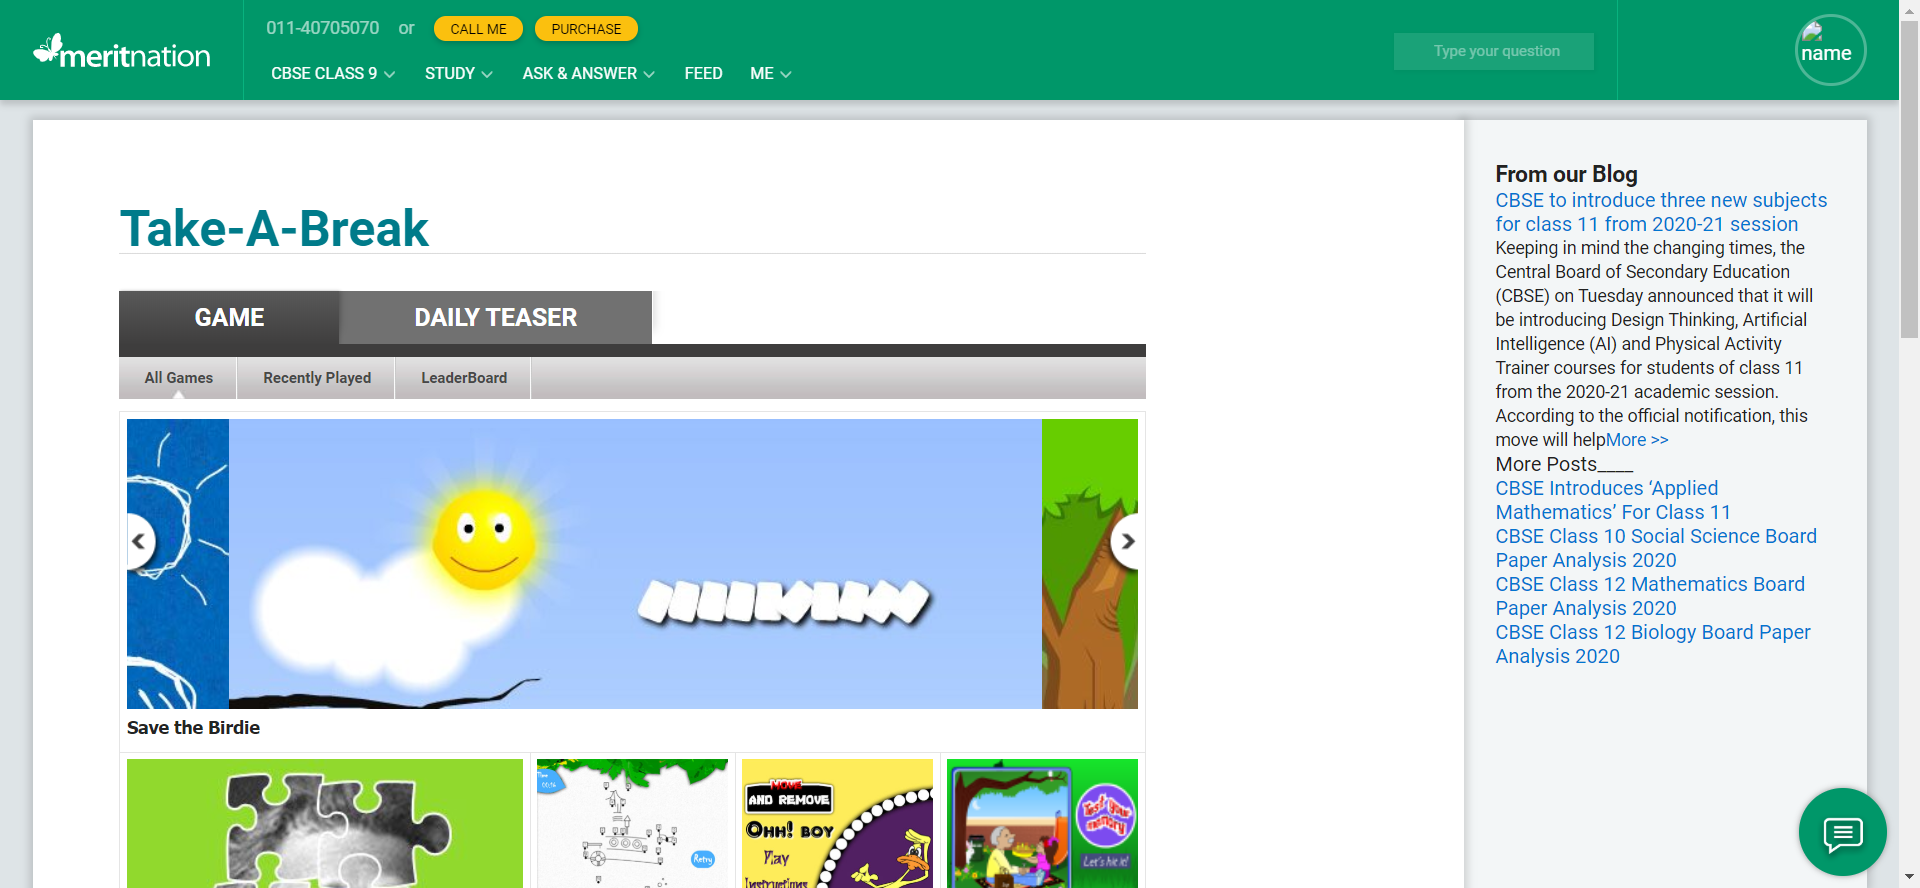 meritnation
011-40705070 or CALL ME PURCHASE
CBSE CLASS 9 STUDY ASK & ANSWER FEED ME
Type your question
name
Take-A-Break
GAME DAILY TEASER
All Games Recently Played LeaderBoard
Save the Birdie
Time
00:14
Retry
MOVE
AND REMOVE
OHH! BOY
Play
Instructions
Test your
memory
Let's hit it!
From our Blog
CBSE to introduce three new subjects
for class 11 from 2020-21 session
Keeping in mind the changing times, the
Central Board of Secondary Education
(CBSE) on Tuesday announced that it will
be introducing Design Thinking, Artificial
Intelligence (AI) and Physical Activity
Trainer courses for students of class 11
from the 2020-21 academic session.
According to the official notification, this
move will helpMore >>
More Posts____
CBSE Introduces ‘Applied
Mathematics’ For Class 11
CBSE Class 10 Social Science Board
Paper Analysis 2020
CBSE Class 12 Mathematics Board
Paper Analysis 2020
CBSE Class 12 Biology Board Paper
Analysis 2020